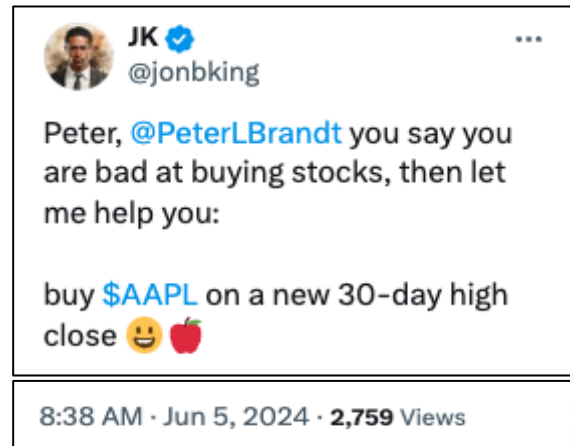 JK
@jonbking
Peter, @PeterLBrandt you say you
are bad at buying stocks, then let
me help you:
buy $AAPL on a new 30-day high
close 😃🍎
8:38 AM · Jun 5, 2024 · 2,759 Views